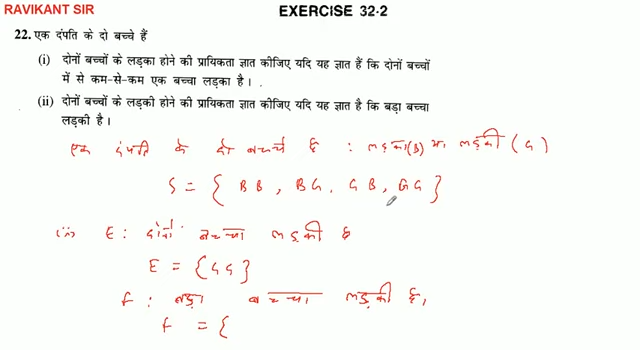 RAVIKANT SIR
EXERCISE 32·2
22. एक दंपति के दो बच्चे हैं
(i) दोनों बच्चों के लड़का होने की प्रायिकता ज्ञात कीजिए यदि यह ज्ञात हैं कि दोनों बच्चों
में से कम-से-कम एक बच्चा लड़का है।
(ii) दोनों बच्चों के लड़की होने की प्रायिकता ज्ञात कीजिए यदि यह ज्ञात है कि बड़ा बच्चा
लड़की है।
एक दंपति के दो बच्चे है : लड़का (B) या लड़की (G)
S = { BB, BG, GB, GG }
(ii) E : दोनों बच्चा लड़की है
E = {GG}
F : बड़ा बच्चा लड़की है,
F = {